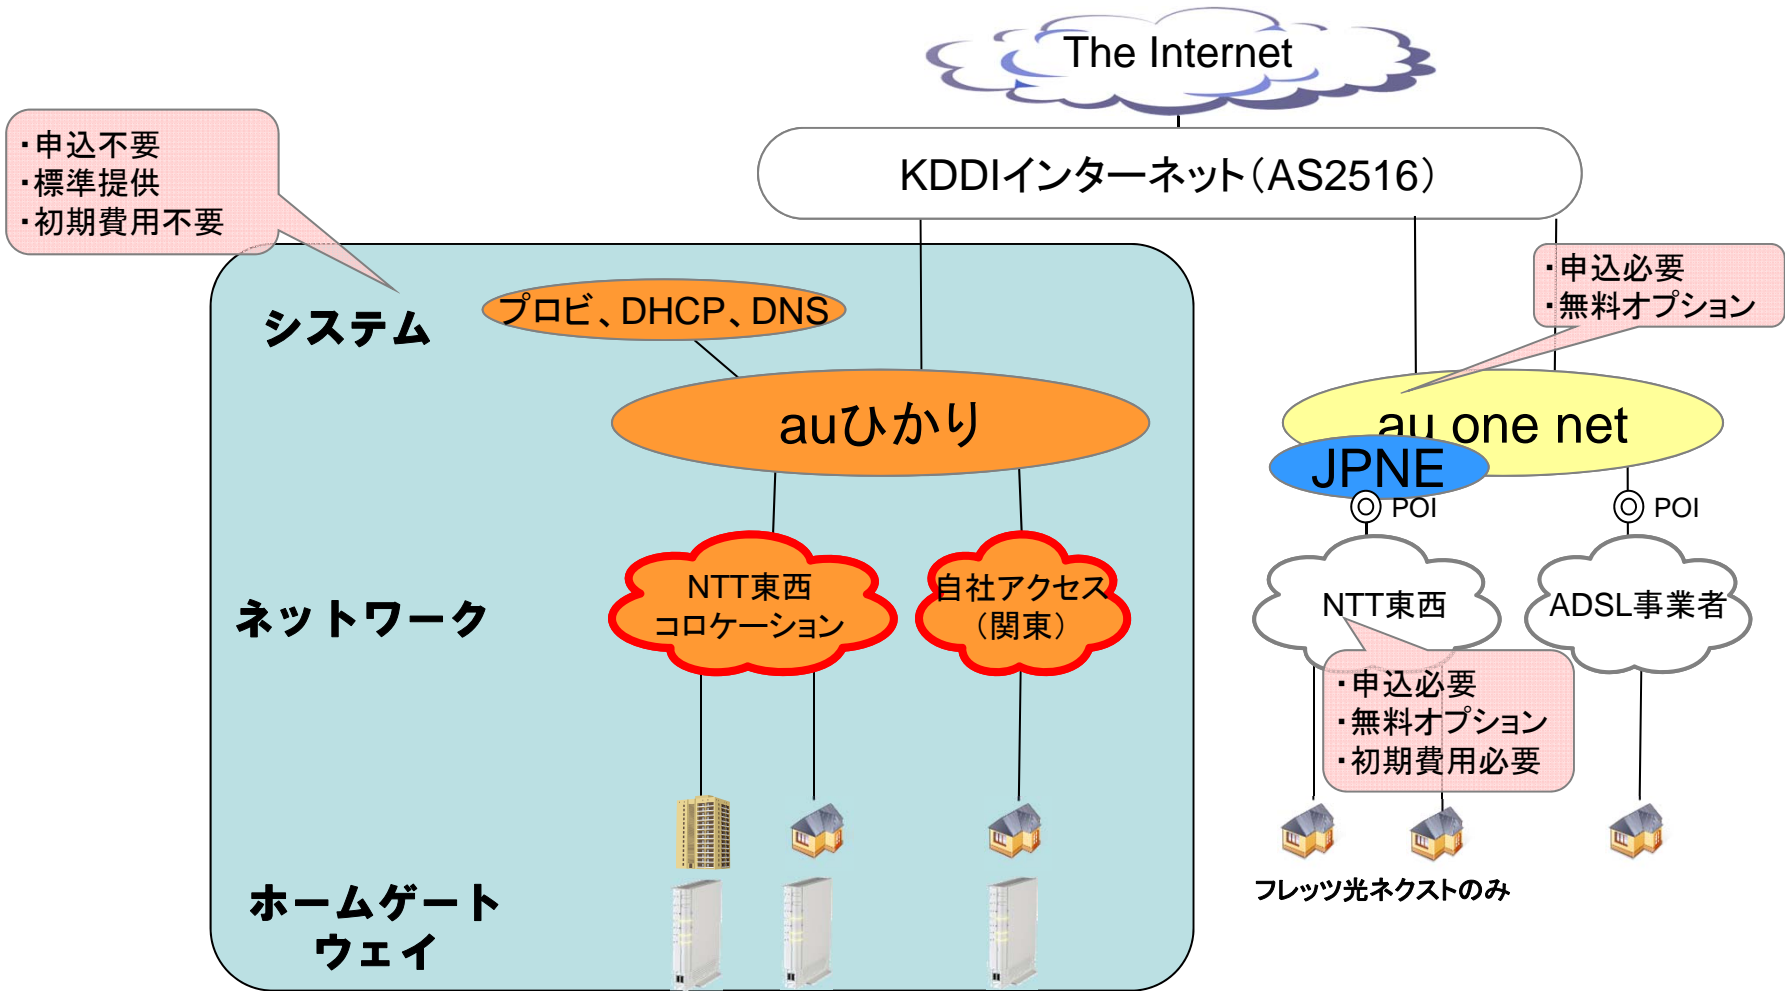 The Internet
KDDIインターネット（AS2516）
・申込不要
・標準提供
・初期費用不要
・申込必要
・無料オプション
システム
プロビ、DHCP、DNS
auひかり
au one net
JPNE
POI
POI
ネットワーク
NTT東西
コロケーション
自社アクセス
（関東）
NTT東西
ADSL事業者
・申込必要
・無料オプション
・初期費用必要
フレッツ光ネクストのみ
ホームゲート
ウェイ